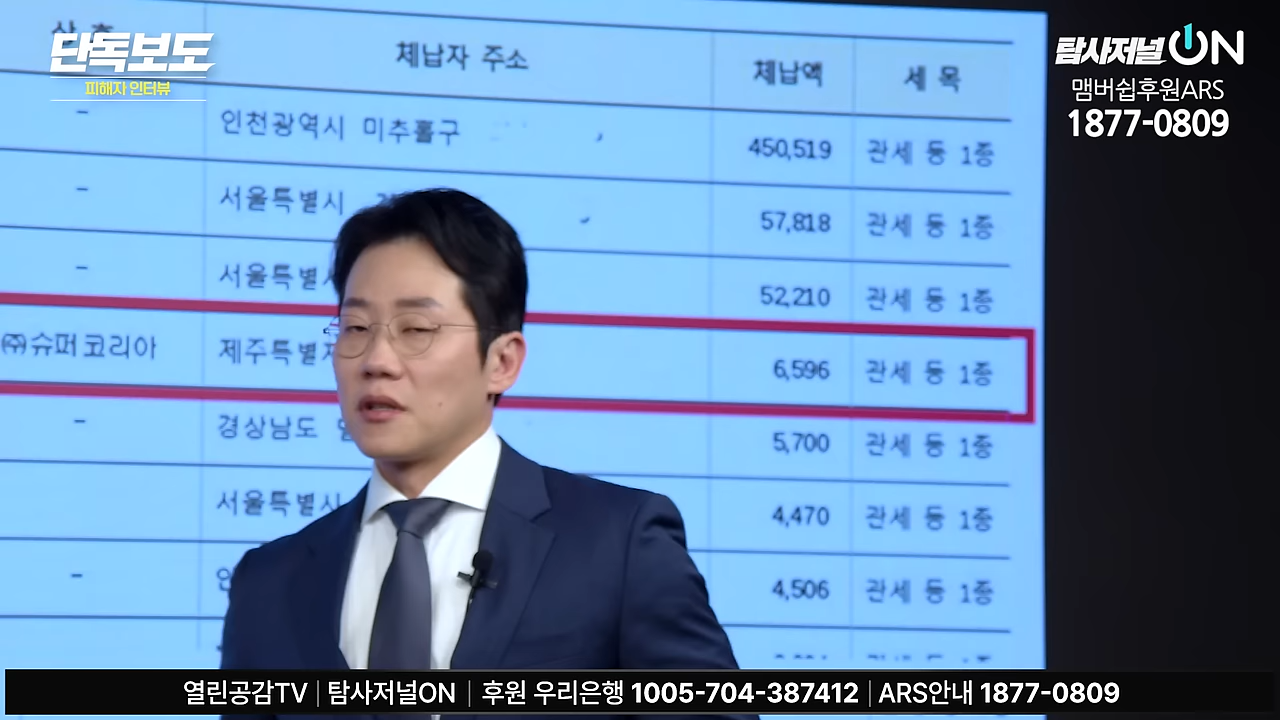 단독보도
피해자 인터뷰
탐사저널ON
맴버쉽후원ARS
1877-0809
체납자 주소 체납액 세 목
- 인천광역시 미추홀구 450,519 관세 등 1종
- 서울특별시 57,818 관세 등 1종
- 서울특별시 52,210 관세 등 1종
㈜슈퍼코리아 제주특별자 6,596 관세 등 1종
- 경상남도 5,700 관세 등 1종
서울특별시 4,470 관세 등 1종
- 4,506 관세 등 1종
열린공감TV | 탐사저널ON | 후원 우리은행 1005-704-387412 | ARS안내 1877-0809